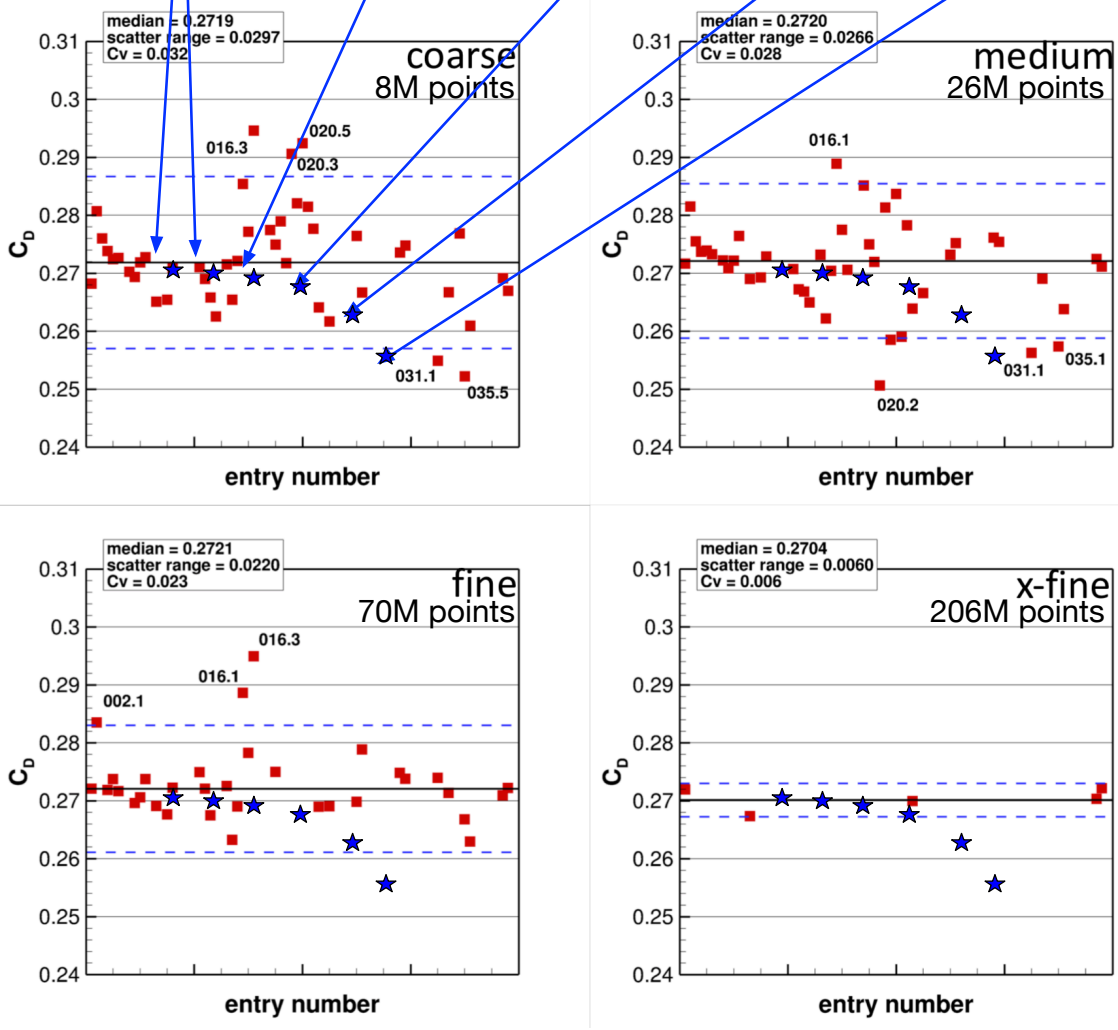 median = 0.2719
scatter range = 0.0297
Cv = 0.032
coarse
8M points
0.31
0.3
0.29
0.28
0.27
0.26
0.25
0.24
C_D
016.3
020.5
020.3
031.1
035.5
entry number
median = 0.2720
scatter range = 0.0266
Cv = 0.028
medium
26M points
0.31
0.3
0.29
0.28
0.27
0.26
0.25
0.24
C_D
016.1
020.2
031.1
035.1
entry number
median = 0.2721
scatter range = 0.0220
Cv = 0.023
fine
70M points
0.31
0.3
0.29
0.28
0.27
0.26
0.25
0.24
C_D
002.1
016.1
016.3
entry number
median = 0.2704
scatter range = 0.0060
Cv = 0.006
x-fine
206M points
0.31
0.3
0.29
0.28
0.27
0.26
0.25
0.24
C_D
entry number